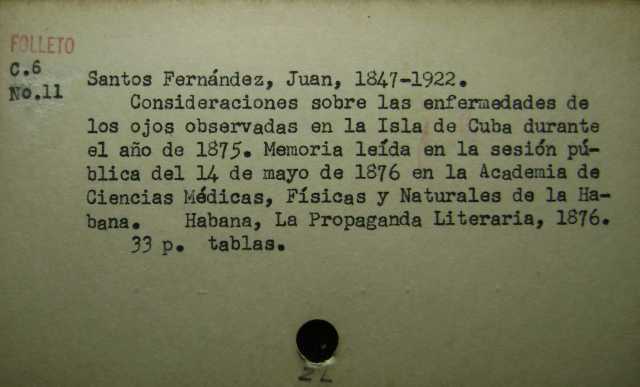 FOLLETO
C.6
No.11
Santos Fernández, Juan, 1847-1922.
Consideraciones sobre las enfermedades de
los ojos observadas en la Isla de Cuba durante
el año de 1875. Memoria leída en la sesión pú-
blica del 14 de mayo de 1876 en la Academia de
Ciencias Médicas, Físicas y Naturales de la Ha-
bana. Habana, La Propaganda Literaria, 1876.
33 p. tablas.